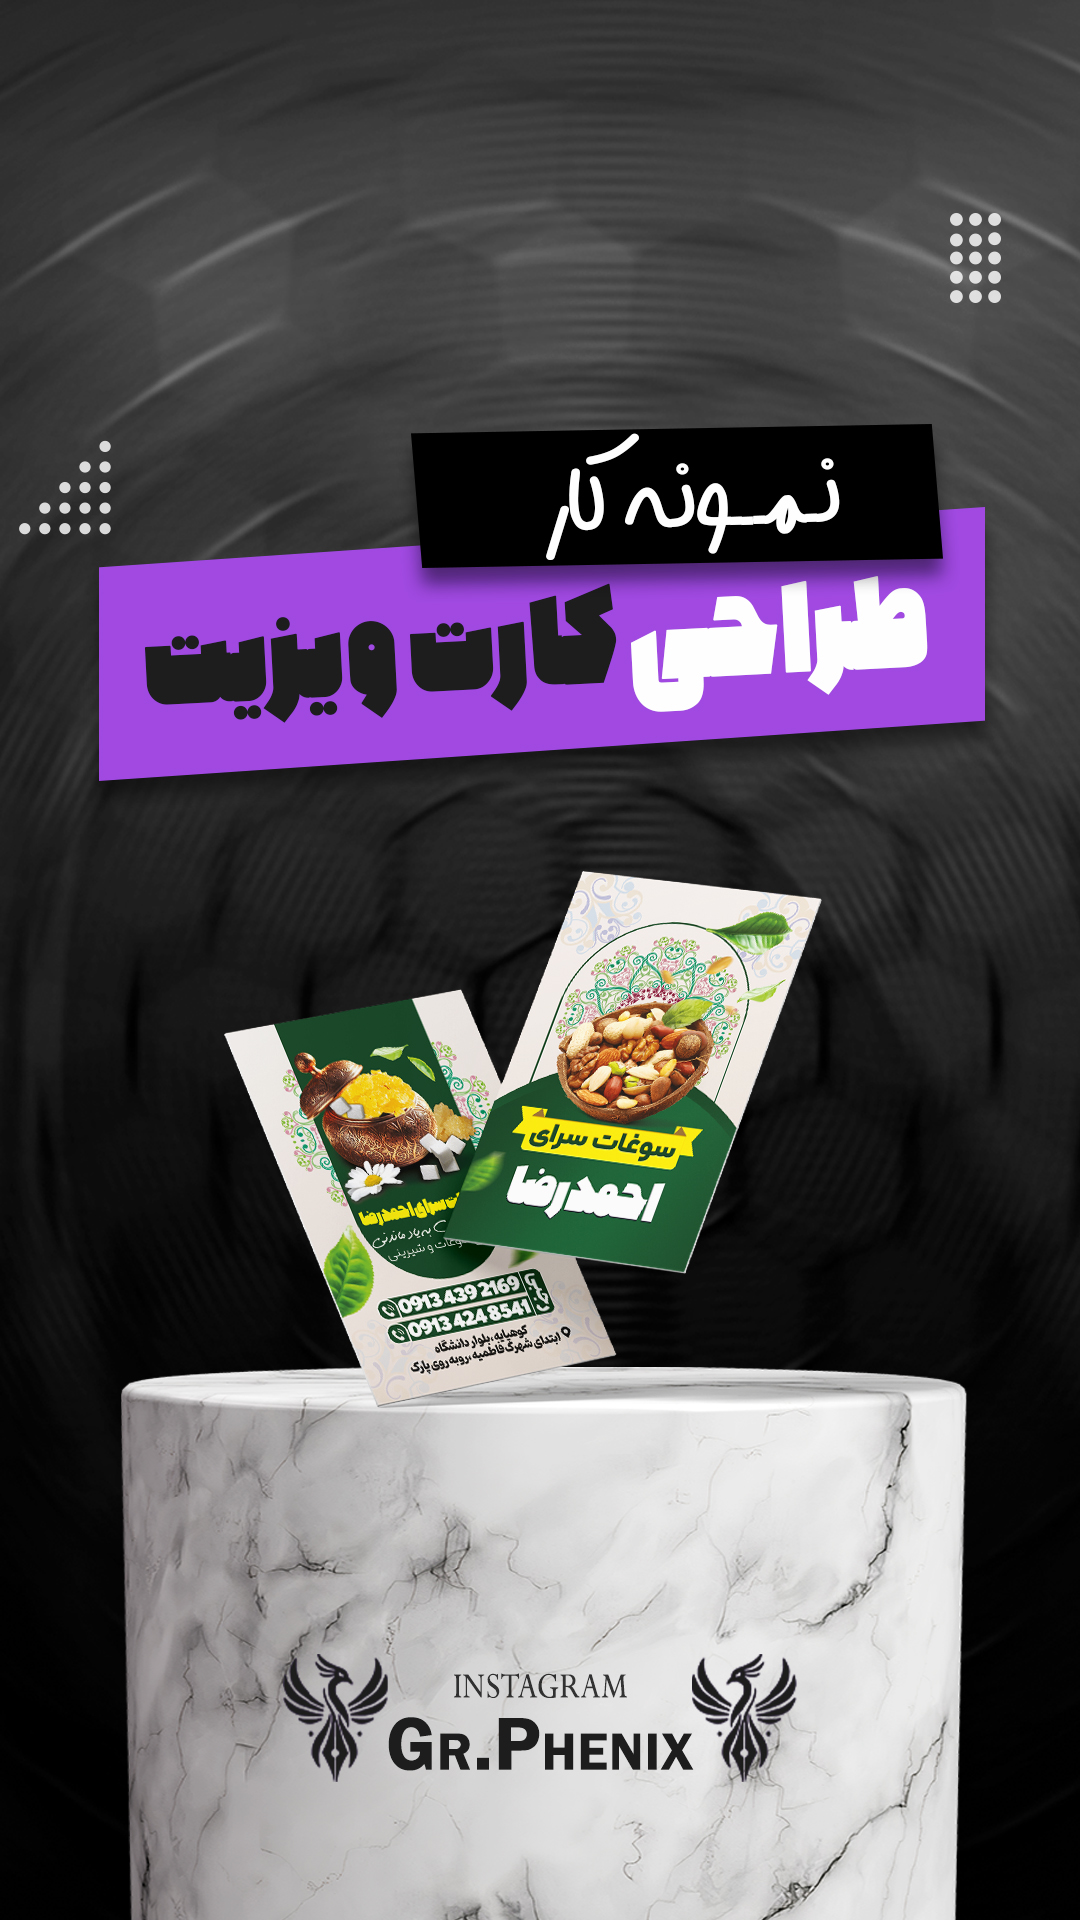 نمونه کار
طراحی کارت ویزیت
سوغات سرای
احمدرضا
سرای احمدرضا
به یاد ماندنی
و شیرینی
0913 439 2169
0913 424 8541
کوهپایه، بلوار دانشگاه
ابتدای شهرک فاطمیه، روبه روی پارک
INSTAGRAM
GR.PHENIX